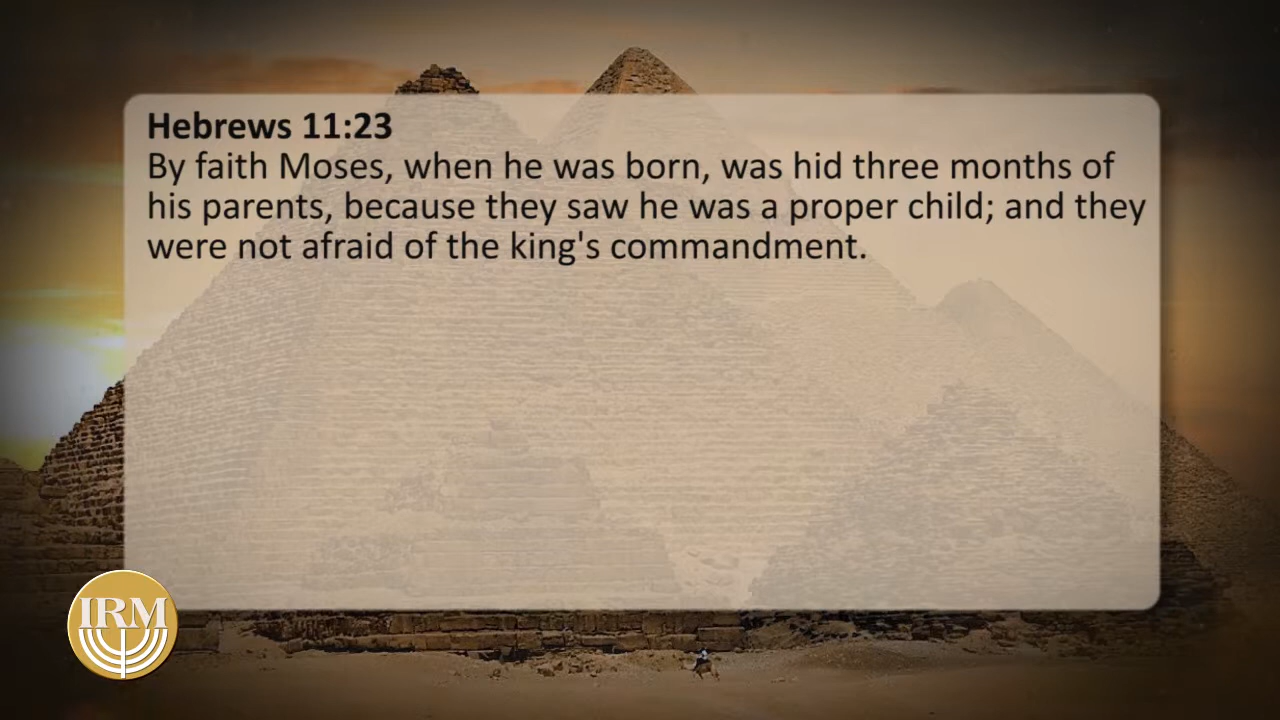 Hebrews 11:23
By faith Moses, when he was born, was hid three months of
his parents, because they saw he was a proper child; and they
were not afraid of the king's commandment.
IRM